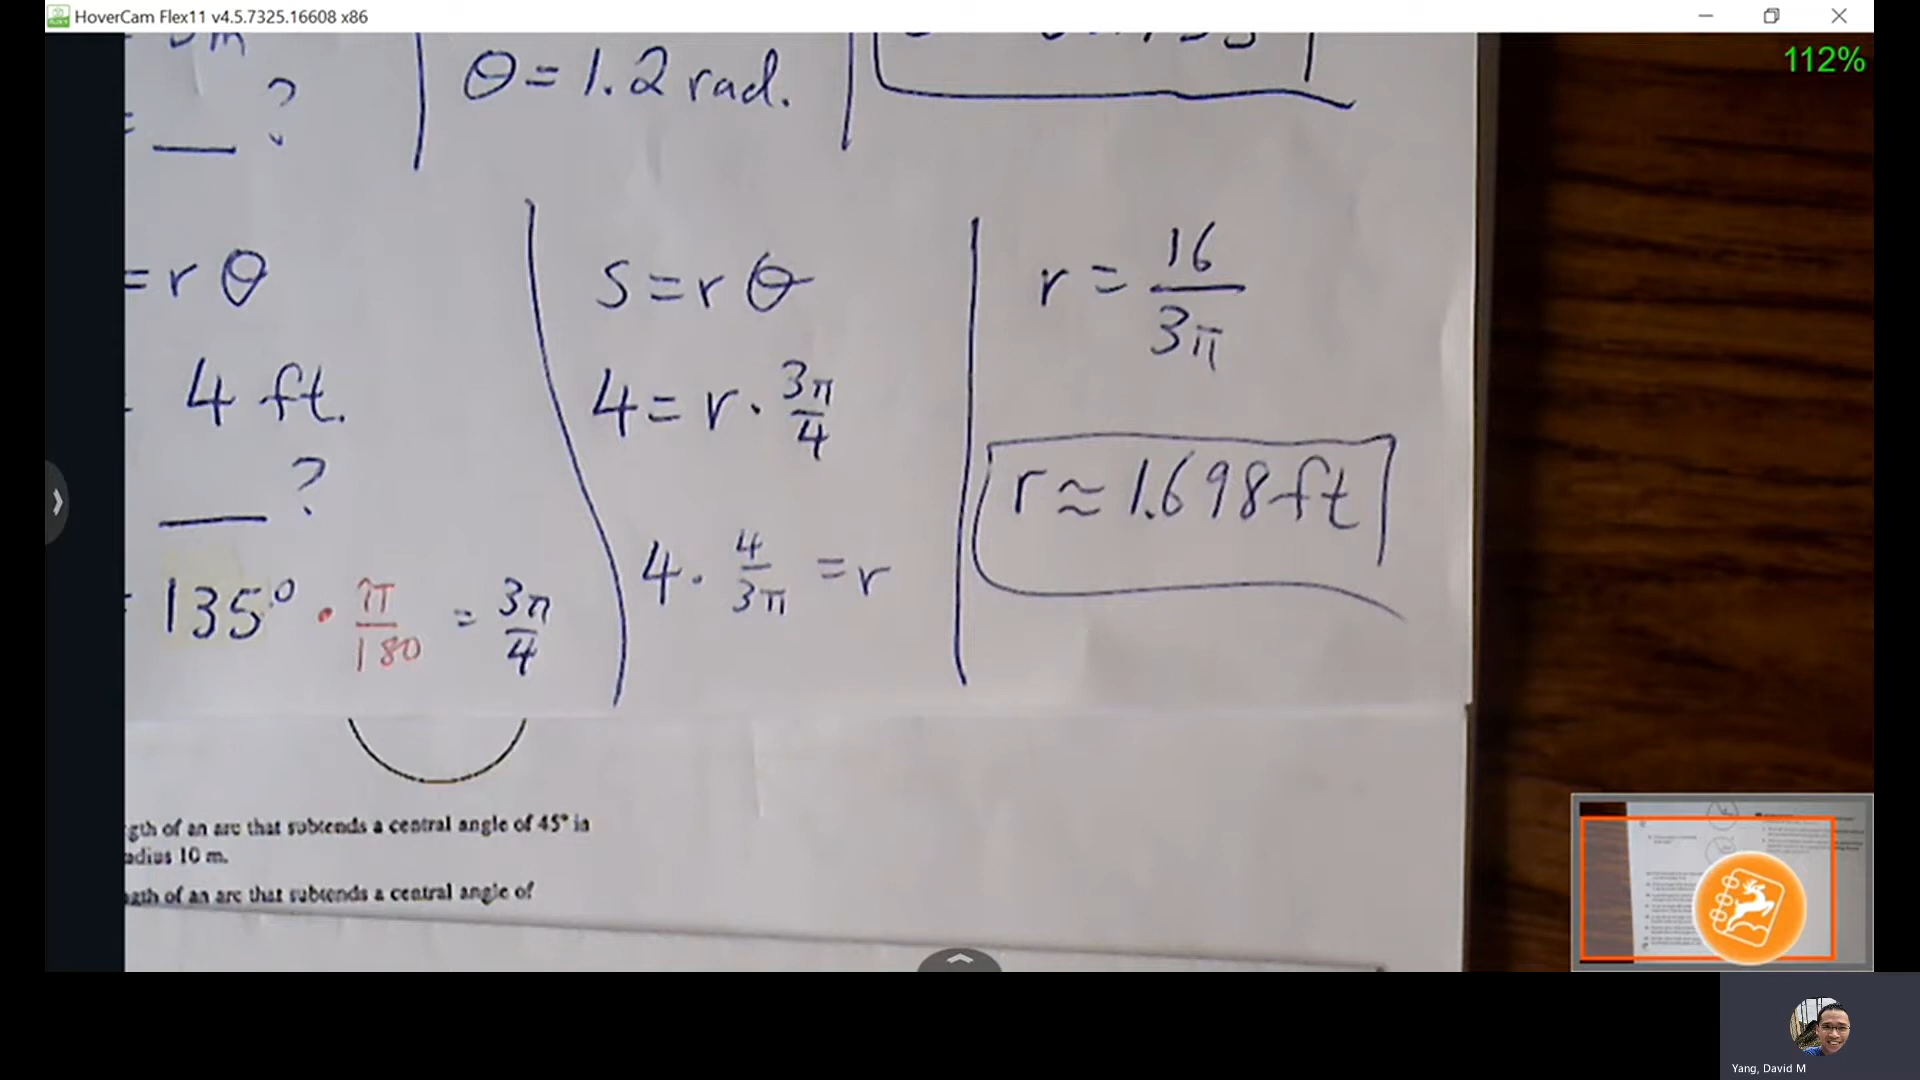 HoverCam Flex11 v4.5.7325.16608 x86
112%
= ___ ?
θ = 1.2 rad.
= r θ
4 ft.
___ ?
135° · π/180 = 3π/4
s = r θ
4 = r · 3π/4
4 · 4/3π = r
r = 16/3π
r ≈ 1.698 ft
gth of an arc that subtends a central angle of 45° in
adius 10 m.
gth of an arc that subtends a central angle of
Yang, David M